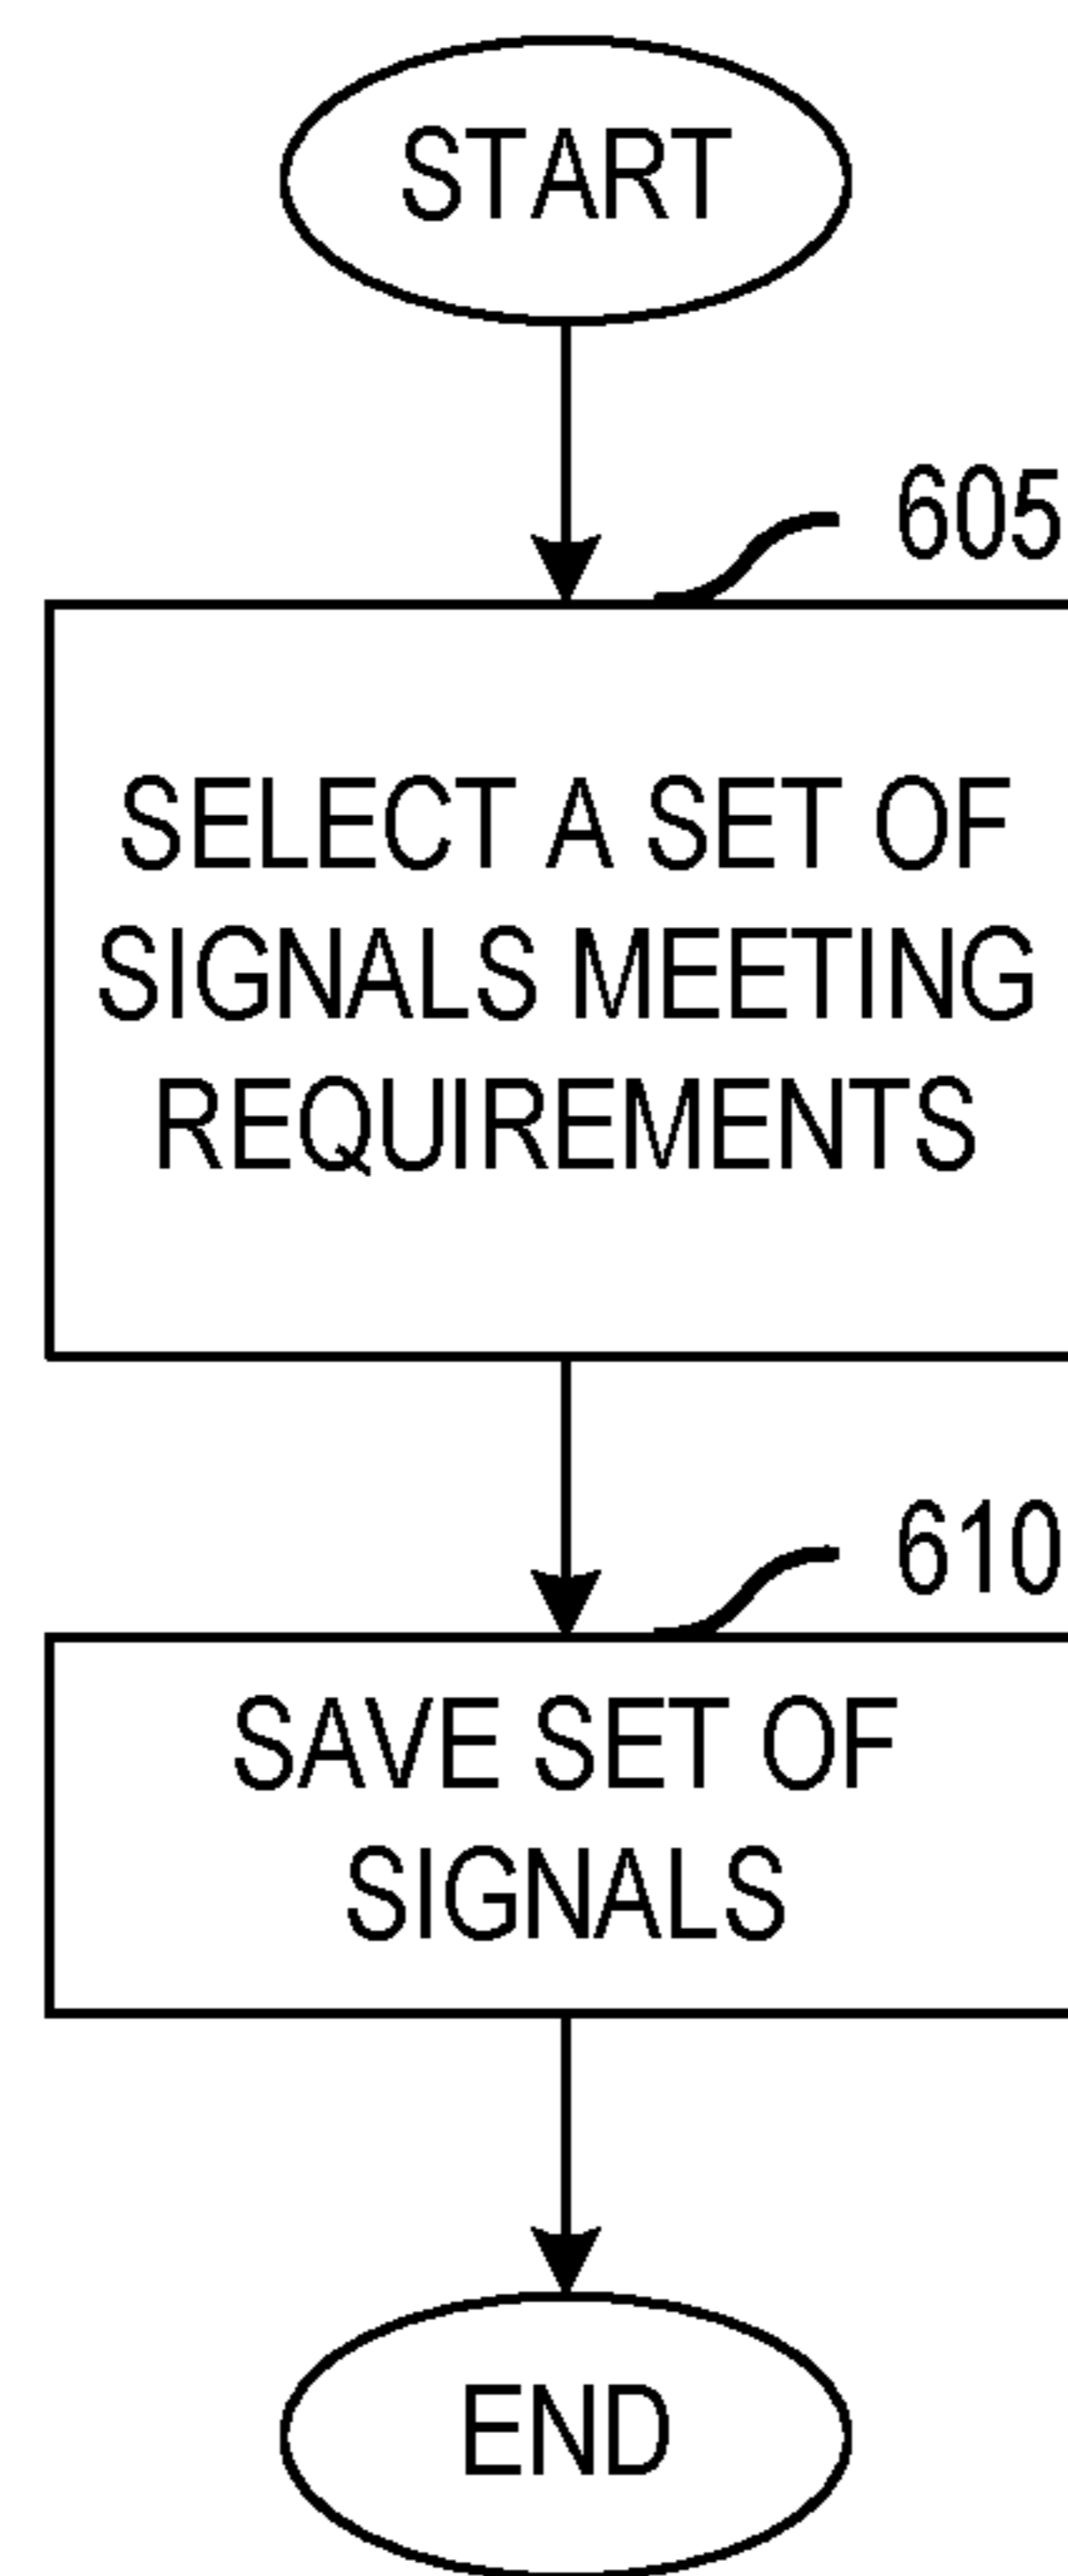 START
605
SELECT A SET OF
SIGNALS MEETING
REQUIREMENTS
610
SAVE SET OF
SIGNALS
END